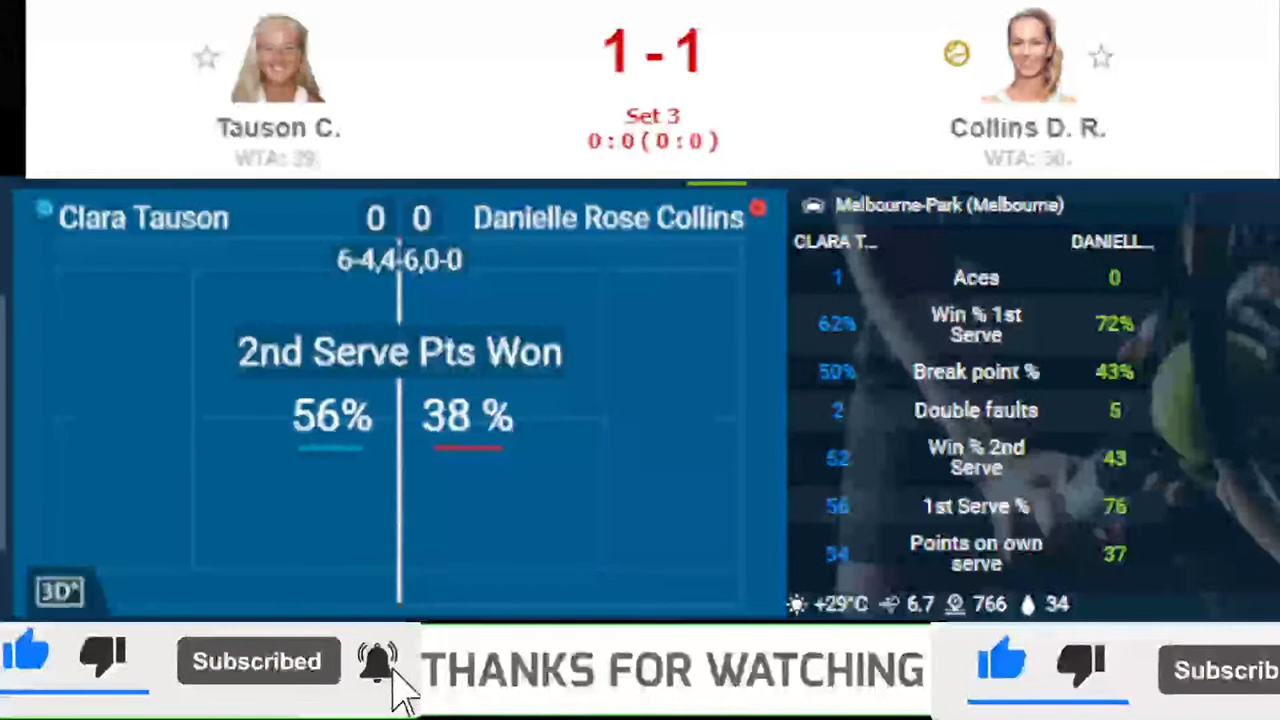 1 - 1
Set 3
0 : 0 ( 0 : 0 )
Tauson C.
WTA: 39.
Collins D. R.
Clara Tauson 0 0 Danielle Rose Collins
6-4,4-6,0-0
2nd Serve Pts Won
56% 38 %
3D
Melbourne-Park (Melbourne)
CLARA T... DANIELL...
1 Aces 0
62% Win % 1st Serve 72%
50% Break point % 43%
2 Double faults 5
52 Win % 2nd Serve 43
56 1st Serve % 76
34 Points on own serve 37
+29°C 6.7 766 34
Subscribed
THANKS FOR WATCHING
Subscrib